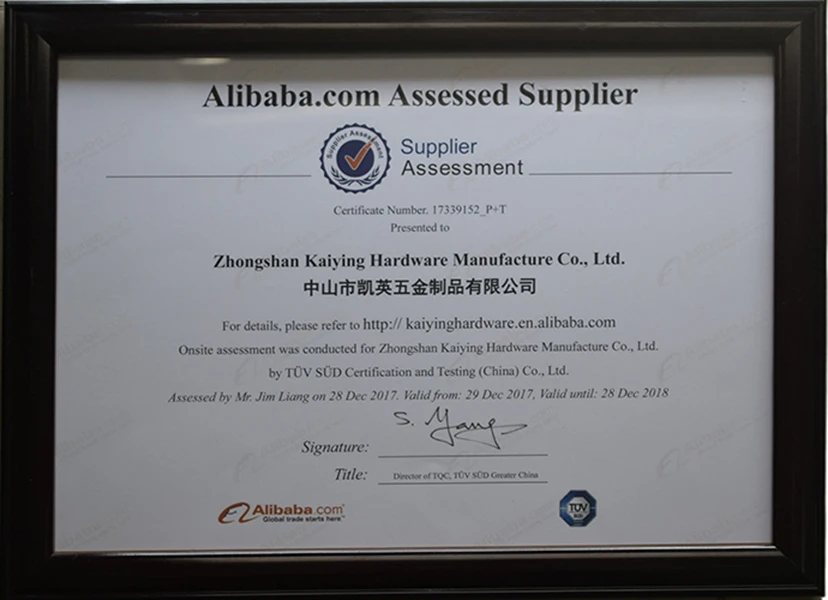 Alibaba.com Assessed Supplier
Supplier Assessment
Supplier
Assessment
Certificate Number. 17339152_P+T
Presented to
Zhongshan Kaiying Hardware Manufacture Co., Ltd.
中山市凯英五金制品有限公司
For details, please refer to http:// kaiyinghardware.en.alibaba.com
Onsite assessment was conducted for Zhongshan Kaiying Hardware Manufacture Co., Ltd.
by TÜV SÜD Certification and Testing (China) Co., Ltd.
Assessed by Mr. Jim Liang on 28 Dec 2017. Valid from: 29 Dec 2017, Valid until: 28 Dec 2018
S. Yang
Signature:
Title: Director of TQC, TÜV SÜD Greater China
Alibaba.com®
Global trade starts here.™
TÜV
SÜD